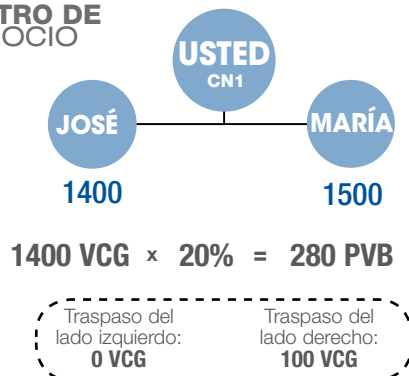 TRO DE
OCIO
USTED
CN1
JOSÉ
MARÍA
1400
1500
1400 VCG x 20% = 280 PVB
Traspaso del
lado izquierdo:
0 VCG
Traspaso del
lado derecho:
100 VCG